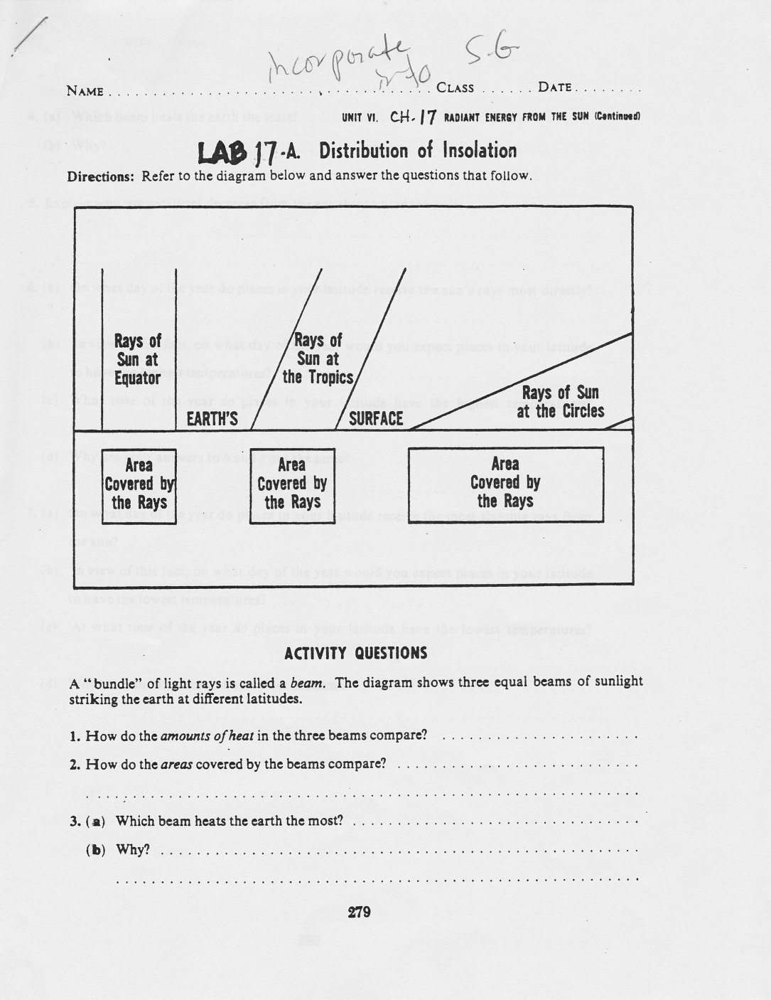 incorporate info S.G
NAME . . . . . . . . . . . . . . . . . . . . . . . . . . . . . . . . . . . . CLASS . . . . . . DATE . . . . . . . .
UNIT VI. CH-17 RADIANT ENERGY FROM THE SUN (Continued)
LAB 17-A. Distribution of Insolation
Directions: Refer to the diagram below and answer the questions that follow.
Rays of
Sun at
Equator
Rays of
Sun at
the Tropics
Rays of Sun
at the Circles
EARTH'S SURFACE
Area
Covered by
the Rays
Area
Covered by
the Rays
Area
Covered by
the Rays
ACTIVITY QUESTIONS
A “bundle” of light rays is called a beam. The diagram shows three equal beams of sunlight
striking the earth at different latitudes.
1. How do the amounts of heat in the three beams compare? . . . . . . . . . . . . . . . . . . . . . .
2. How do the areas covered by the beams compare? . . . . . . . . . . . . . . . . . . . . . . . . . . .
3. (a) Which beam heats the earth the most? . . . . . . . . . . . . . . . . . . . . . . . . . . . . . . . .
(b) Why? . . . . . . . . . . . . . . . . . . . . . . . . . . . . . . . . . . . . . . . . . . . . . . . . . . . . .
279